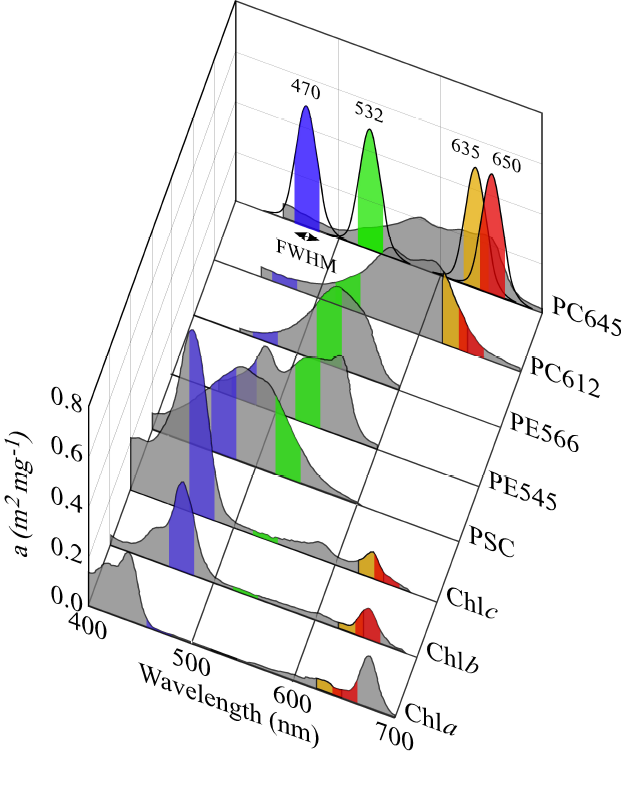 470
532
635
650
FWHM
PC645
PC612
PE566
PE545
PSC
Chlc
Chlb
Chla
0.8
0.6
0.4
0.2
0.0
a (m² mg⁻¹)
400
500
600
700
Wavelength (nm)